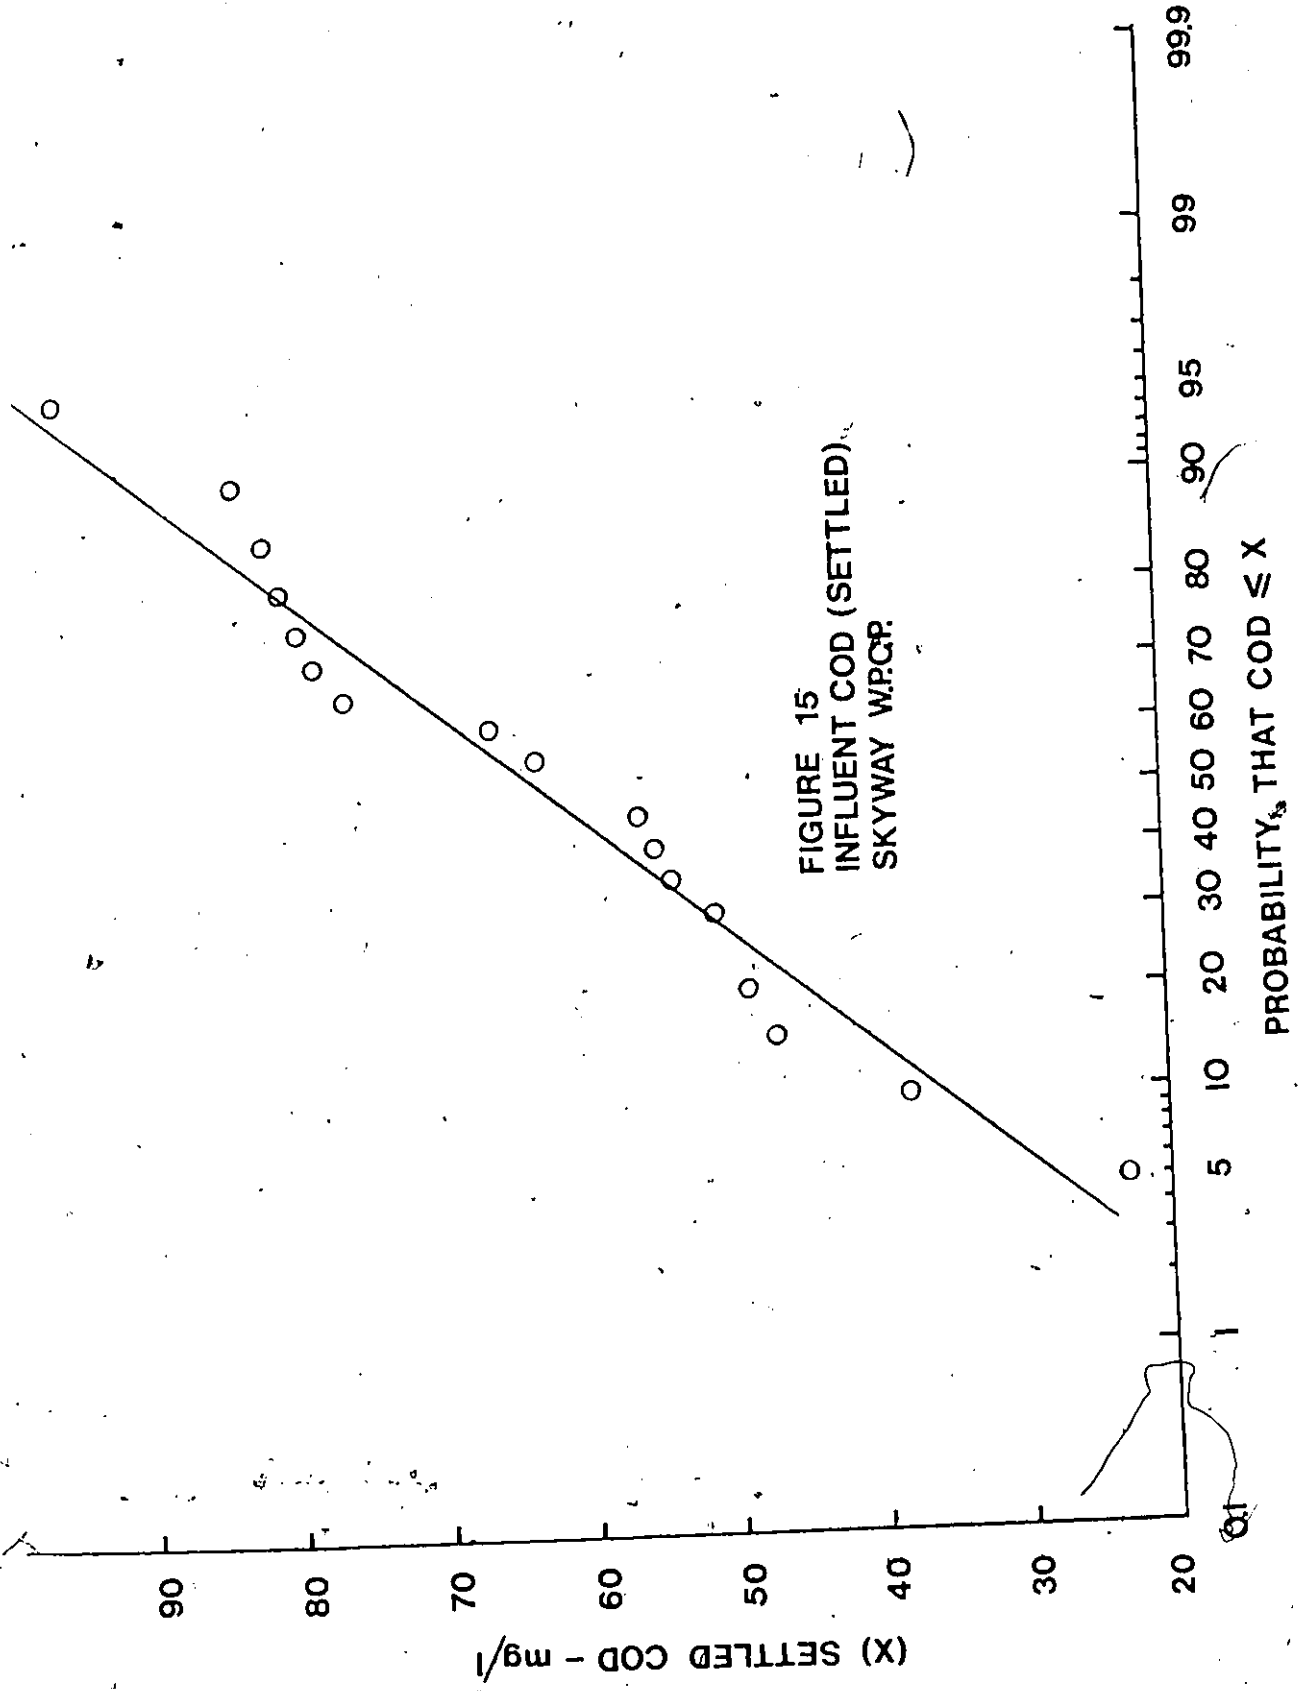 (X) SETTLED COD – mg/l
90
80
70
60
50
40
30
20
FIGURE 15
INFLUENT COD (SETTLED)
SKYWAY W.P.C.P.
0.1 1 5 10 20 30 40 50 60 70 80 90 95 99 99.9
PROBABILITY THAT COD ≤ X